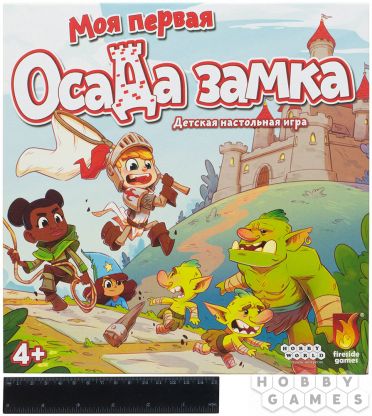 Моя первая
ОсаДа замка
Детская настольная игра
4+
HOBBY
WORLD
fireside
games
HOBBY
GAMES